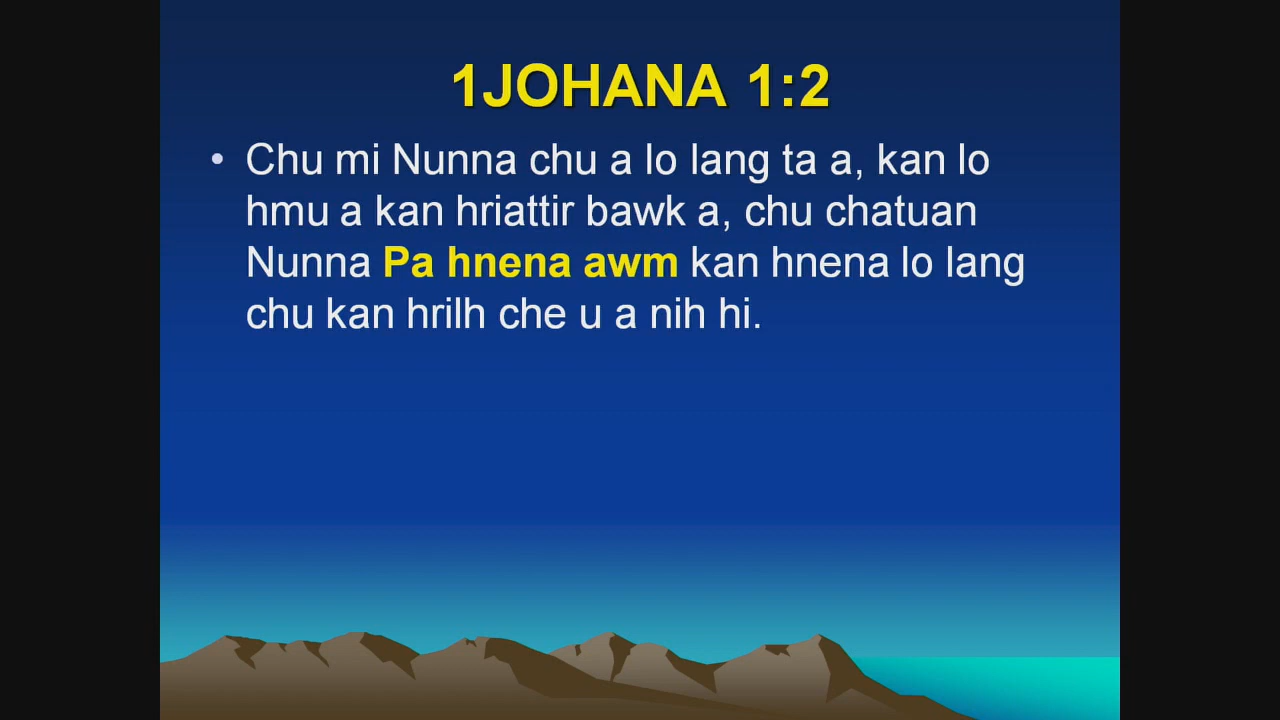 1JOHANA 1:2
• Chu mi Nunna chu a lo lang ta a, kan lo
hmu a kan hriattir bawk a, chu chatuan
Nunna Pa hnena awm kan hnena lo lang
chu kan hrilh che u a nih hi.